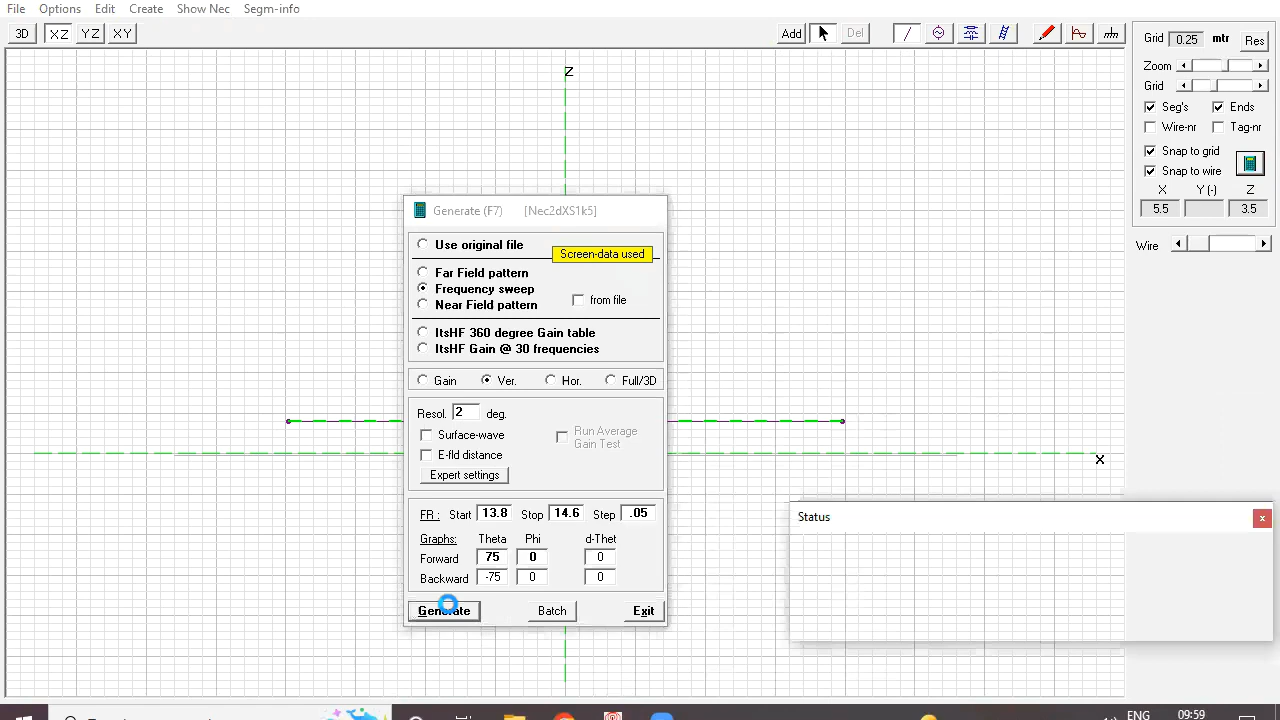 File Options Edit Create Show Nec Segm-info
3D XZ YZ XY Add Del
Grid 0.25 mtr Res
Zoom
Grid
Seg's Ends
Wire-nr Tag-nr
Snap to grid
Snap to wire
X Y (-) Z
5.5 3.5
Wire
Z
X
Generate (F7) [Nec2dXS1k5]
Use original file
Screen-data used
Far Field pattern
Frequency sweep
from file
Near Field pattern
ItsHF 360 degree Gain table
ItsHF Gain @ 30 frequencies
Gain Ver. Hor. Full/3D
Resol. 2 deg.
Surface-wave
Run Average
Gain Test
E-fld distance
Expert settings
FR : Start 13.8 Stop 14.6 Step .05
Graphs: Theta Phi d-Thet
Forward 75 0 0
Backward -75 0 0
Generate Batch Exit
Status x
ENG 09:59